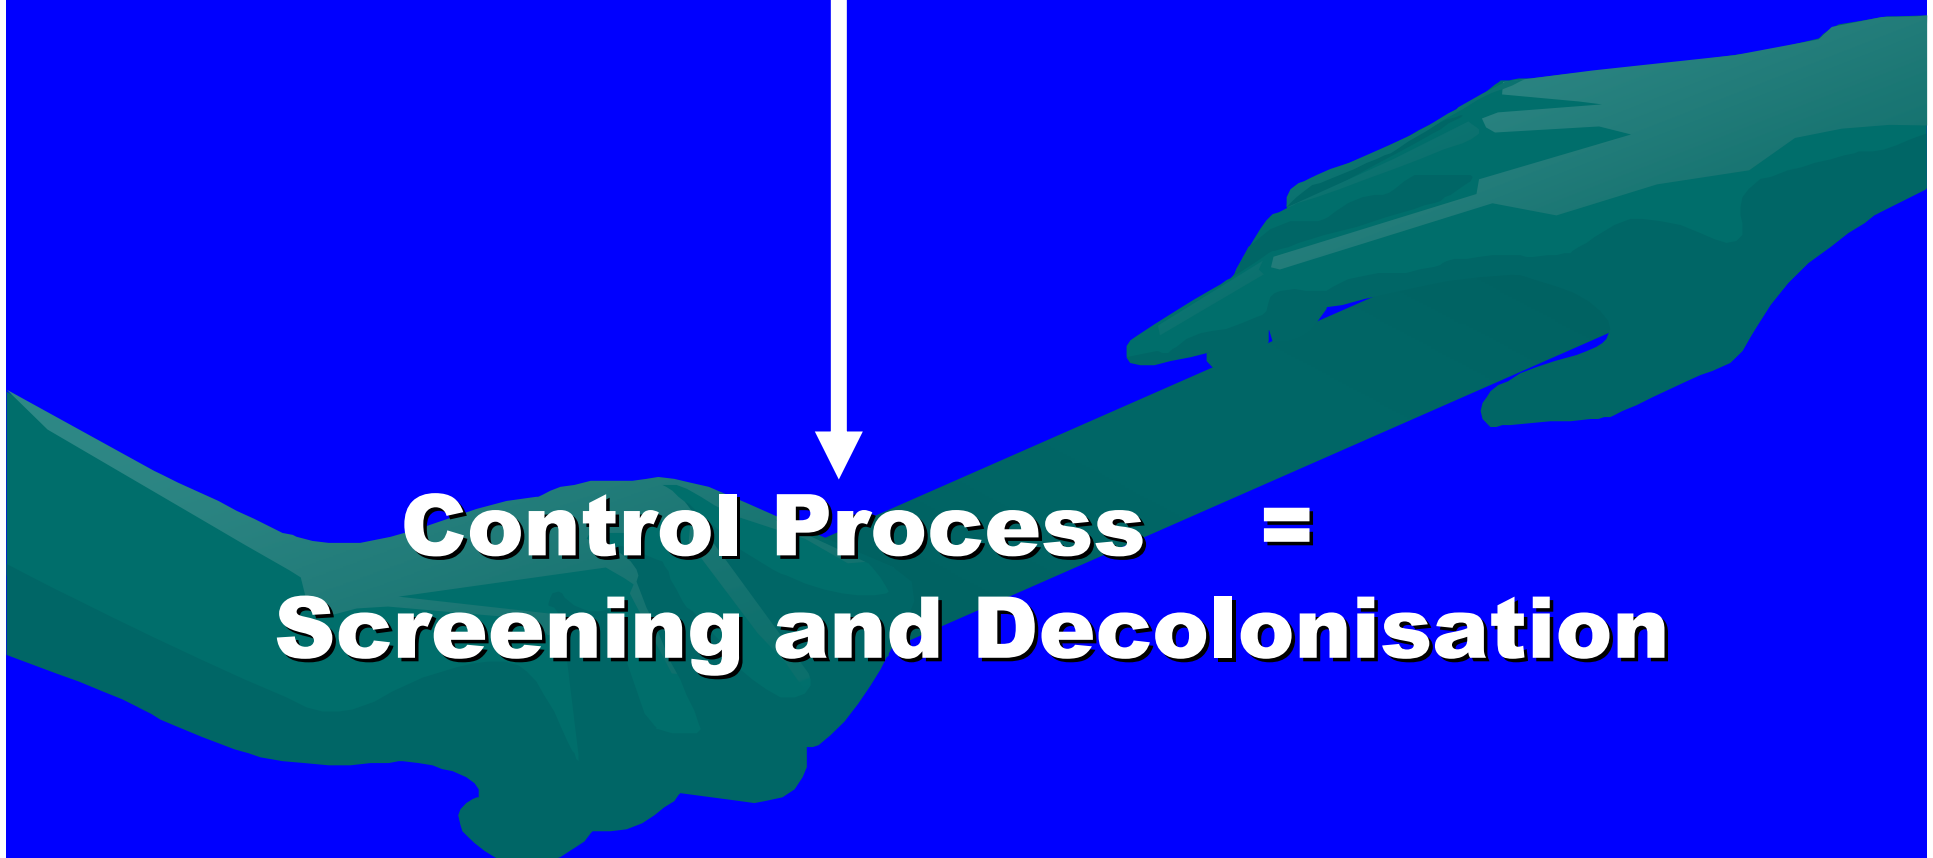 Control Process =
Screening and Decolonisation